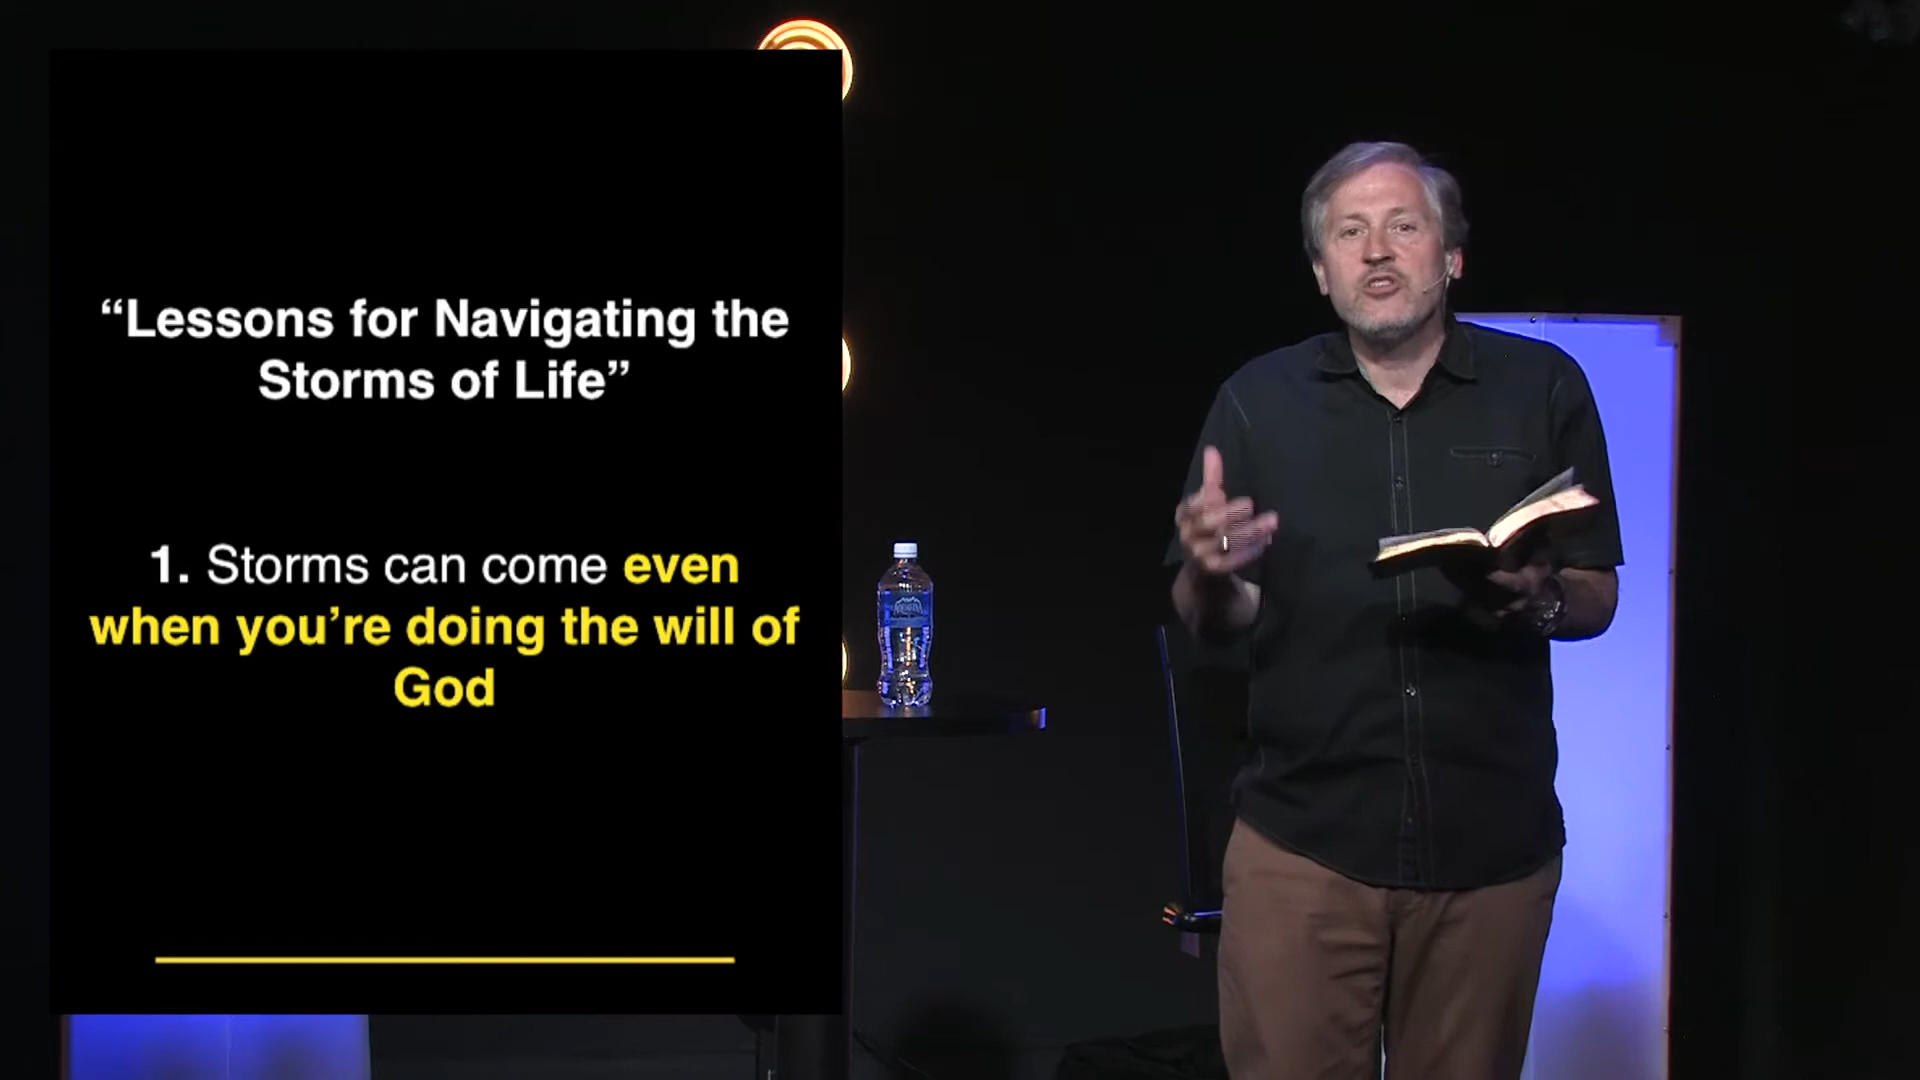 “Lessons for Navigating the
Storms of Life”
1. Storms can come even
when you’re doing the will of
God